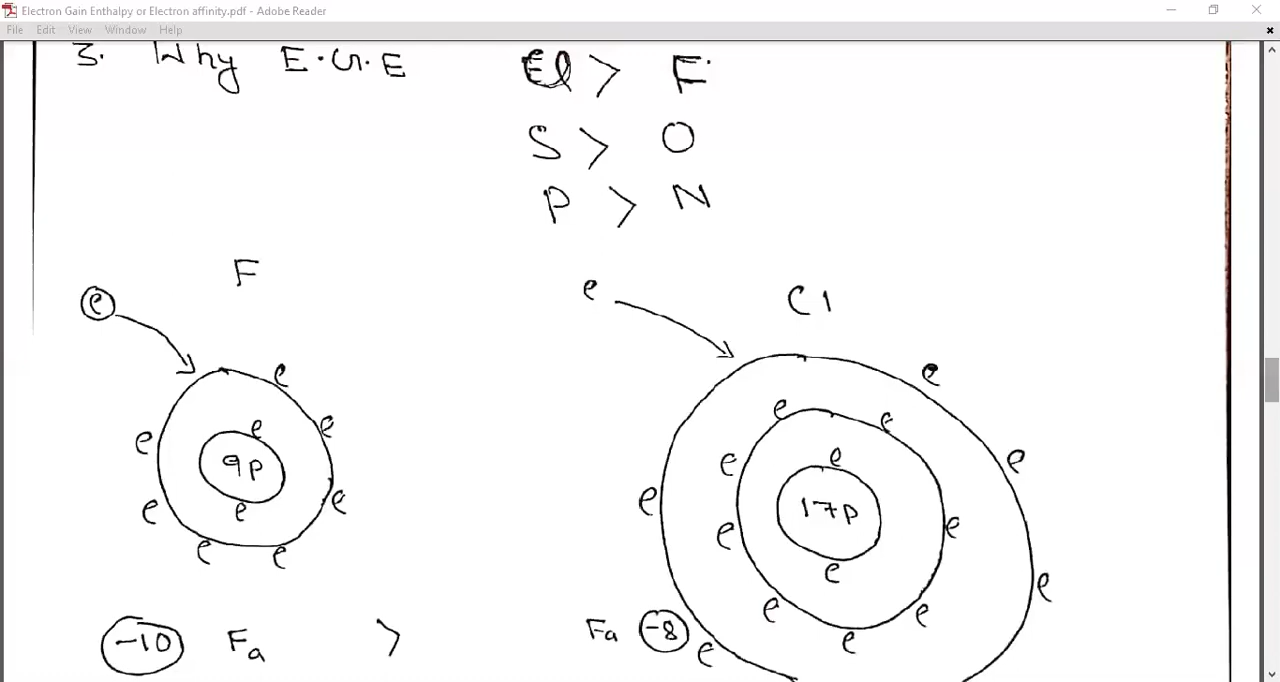 Electron Gain Enthalpy or Electron affinity.pdf - Adobe Reader
File Edit View Window Help
3. Why E.G.E Cl > F
S > O
P > N
F
e
e Cl
e
e
e
e
e
9p
e
e
e
e
e
e
e
e
e
e
e
e
17p
e
e
e
e
e
e
e
e
e
e
-10 Fa > Fa -8
e